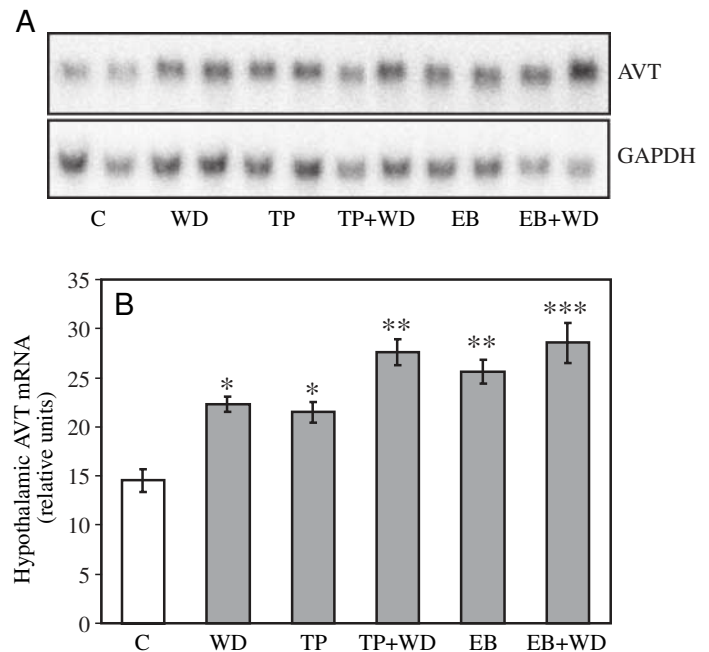 A
AVT
GAPDH
C WD TP TP+WD EB EB+WD
B
Hypothalamic AVT mRNA
(relative units)
35
30
25
20
15
10
5
0
*
*
**
**
***
C WD TP TP+WD EB EB+WD